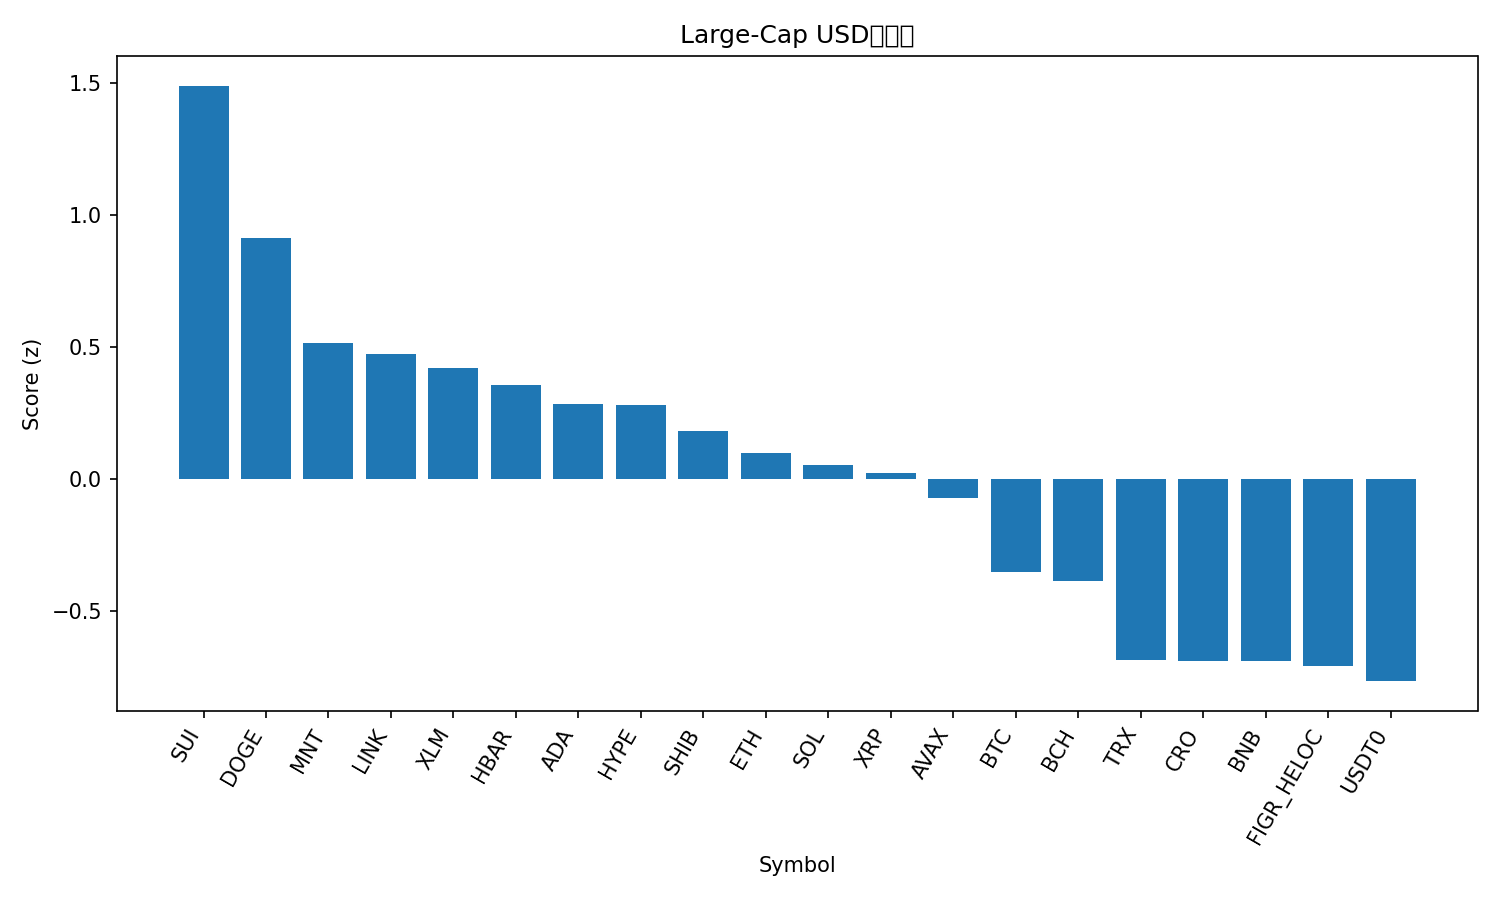 Large-Cap USD
Score (z)
1.5
1.0
0.5
0.0
−0.5
SUI
DOGE
MNT
LINK
XLM
HBAR
ADA
HYPE
SHIB
ETH
SOL
XRP
AVAX
BTC
BCH
TRX
CRO
BNB
FIGR_HELOC
USDT0
Symbol